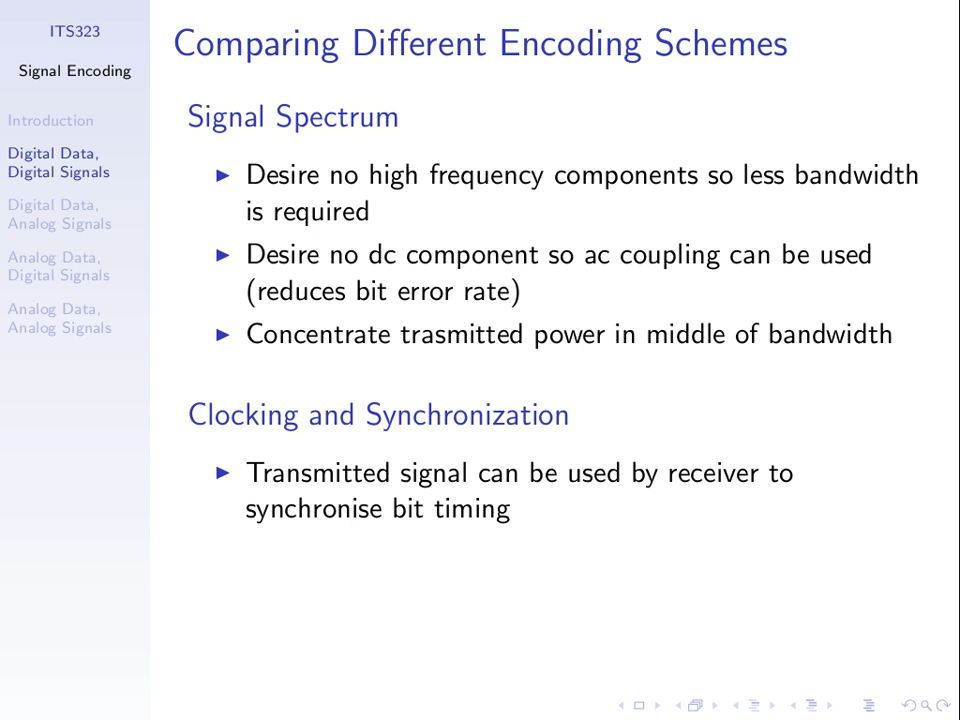 ITS323
Signal Encoding
Introduction
Digital Data,
Digital Signals
Digital Data,
Analog Signals
Analog Data,
Digital Signals
Analog Data,
Analog Signals
Comparing Different Encoding Schemes
Signal Spectrum
Desire no high frequency components so less bandwidth
is required
Desire no dc component so ac coupling can be used
(reduces bit error rate)
Concentrate trasmitted power in middle of bandwidth
Clocking and Synchronization
Transmitted signal can be used by receiver to
synchronise bit timing